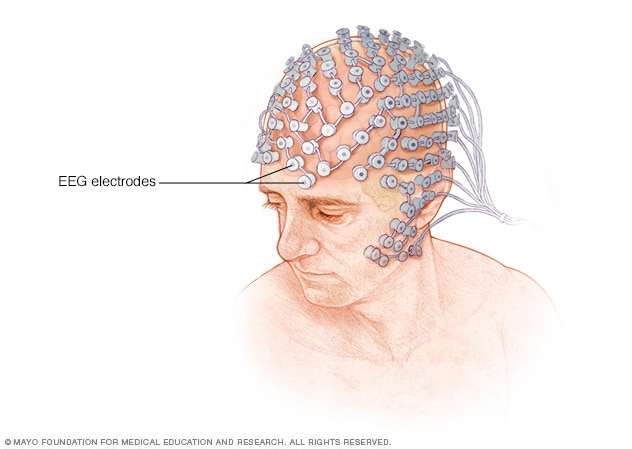 EEG electrodes
© MAYO FOUNDATION FOR MEDICAL EDUCATION AND RESEARCH. ALL RIGHTS RESERVED.